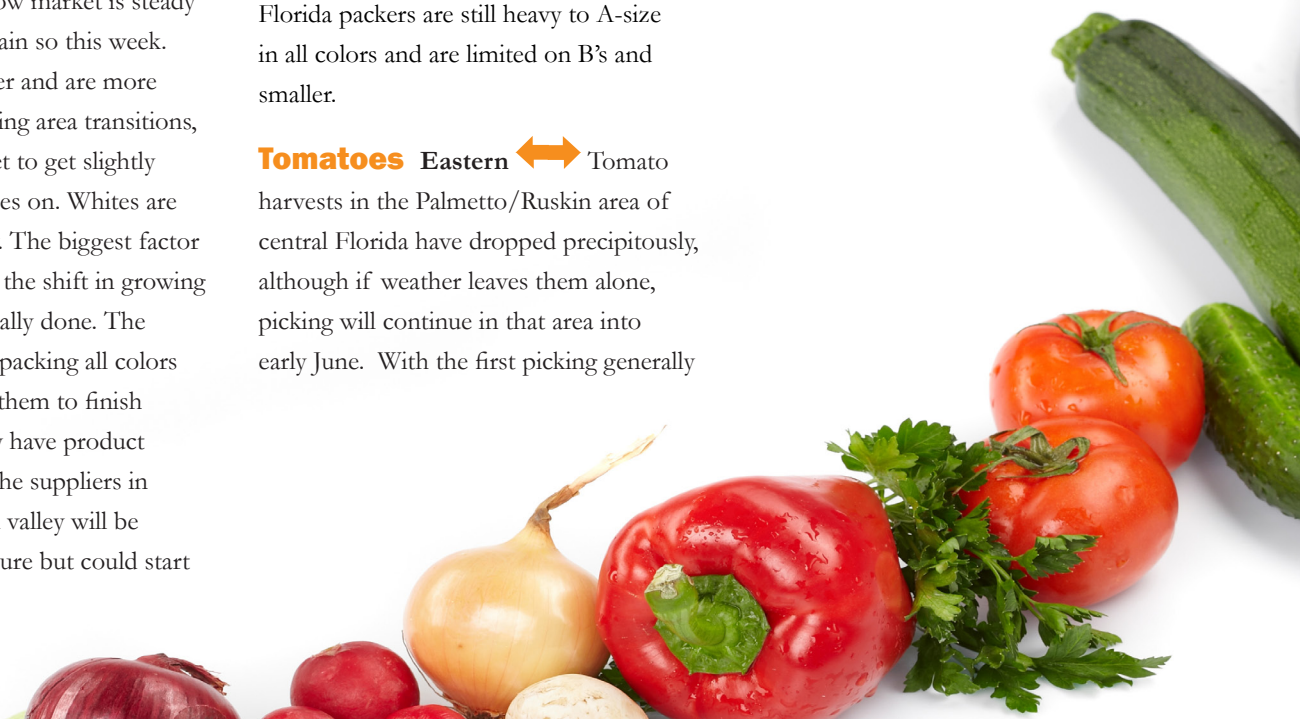 ow market is steady
ain so this week.
er and are more
ing area transitions,
et to get slightly
es on. Whites are
. The biggest factor
the shift in growing
ally done. The
packing all colors
them to finish
have product
he suppliers in
valley will be
ure but could start
Florida packers are still heavy to A-size
in all colors and are limited on B’s and
smaller.
Tomatoes Eastern Tomato
harvests in the Palmetto/Ruskin area of
central Florida have dropped precipitously,
although if weather leaves them alone,
picking will continue in that area into
early June. With the first picking generally